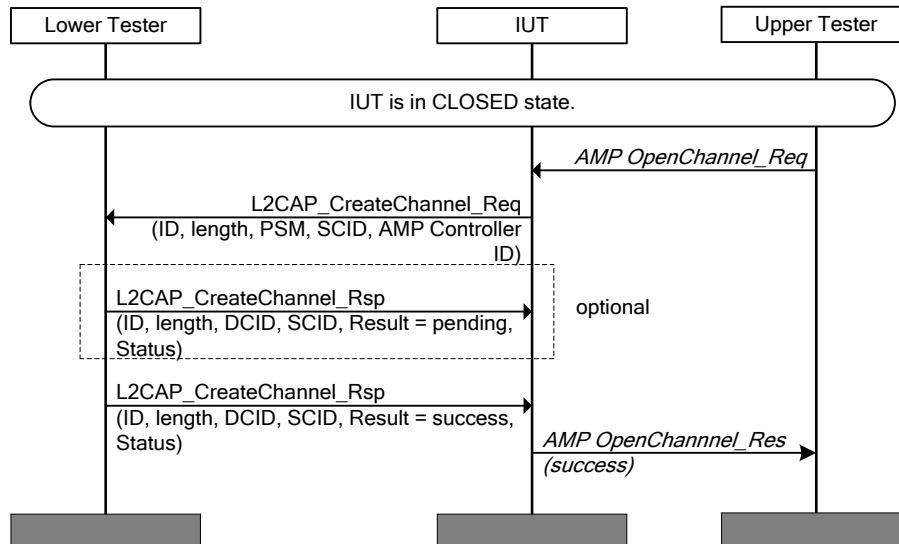 Lower Tester
IUT
Upper Tester
IUT is in CLOSED state.
AMP OpenChannel_Req
L2CAP_CreateChannel_Req
(ID, length, PSM, SCID, AMP Controller
ID)
L2CAP_CreateChannel_Rsp
(ID, length, DCID, SCID, Result = pending,
Status)
optional
L2CAP_CreateChannel_Rsp
(ID, length, DCID, SCID, Result = success,
Status)
AMP OpenChannnel_Res
(success)